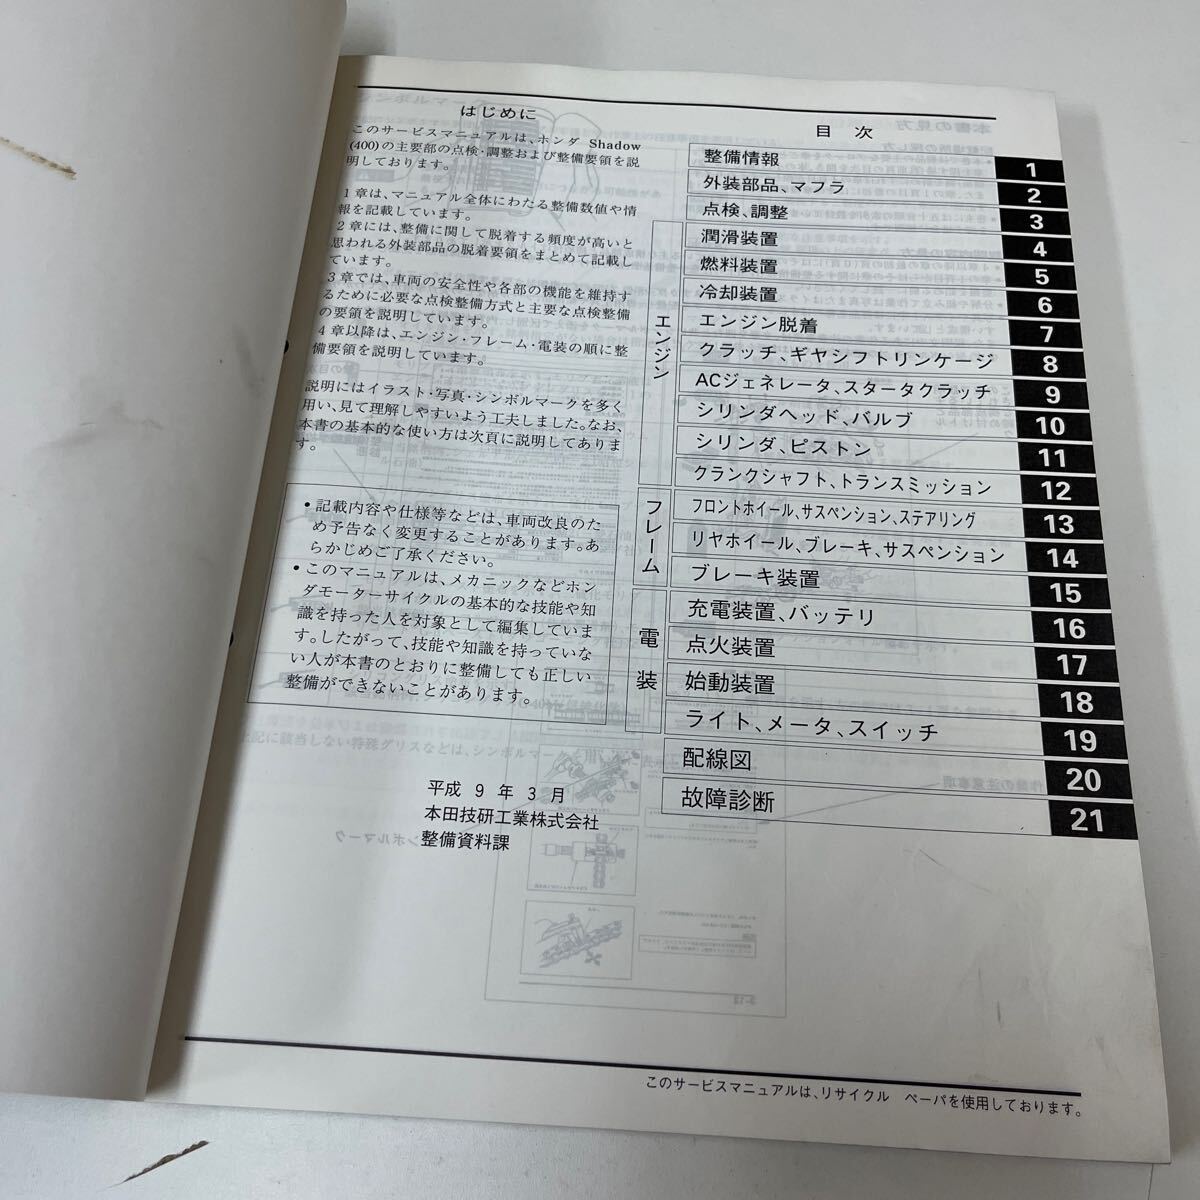 はじめに
このサービスマニュアルは、ホンダ Shadow
(400)の主要部の点検・調整および整備要領を説
明しております。
1章は、マニュアル全体にわたる整備数値や情
報を記載しています。
2章には、整備に関して脱着する頻度が高いと
思われる外装部品の脱着要領をまとめて記載し
ています。
3章では、車両の安全性や各部の機能を維持す
るために必要な点検整備方式と主要な点検整備
の要領を説明しています。
4章以降は、エンジン・フレーム・電装の順に整
備要領を説明しています。
説明にはイラスト・写真・シンボルマークを多く
用い、見て理解しやすいよう工夫しました。なお、
本書の基本的な使い方は次頁に説明してありま
す。
・記載内容や仕様等などは、車両改良のた
め予告なく変更することがあります。あ
らかじめご了承ください。
・このマニュアルは、メカニックなどホン
ダモーターサイクルの基本的な技能や知
識を持った人を対象として編集していま
す。したがって、技能や知識を持っていな
い人が本書のとおりに整備しても正しい
整備ができないことがあります。
平成 9 年 3 月
本田技研工業株式会社
整備資料課
目 次
整備情報 1
外装部品、マフラ 2
点検、調整 3
エンジン
潤滑装置 4
燃料装置 5
冷却装置 6
エンジン脱着 7
クラッチ、ギヤシフトリンケージ 8
ACジェネレータ、スタータクラッチ 9
シリンダヘッド、バルブ 10
シリンダ、ピストン 11
クランクシャフト、トランスミッション 12
フレーム
フロントホイール、サスペンション、ステアリング 13
リヤホイール、ブレーキ、サスペンション 14
ブレーキ装置 15
電装
充電装置、バッテリ 16
点火装置 17
始動装置 18
ライト、メータ、スイッチ 19
配線図 20
故障診断 21
このサービスマニュアルは、リサイクル ペーパを使用しております。